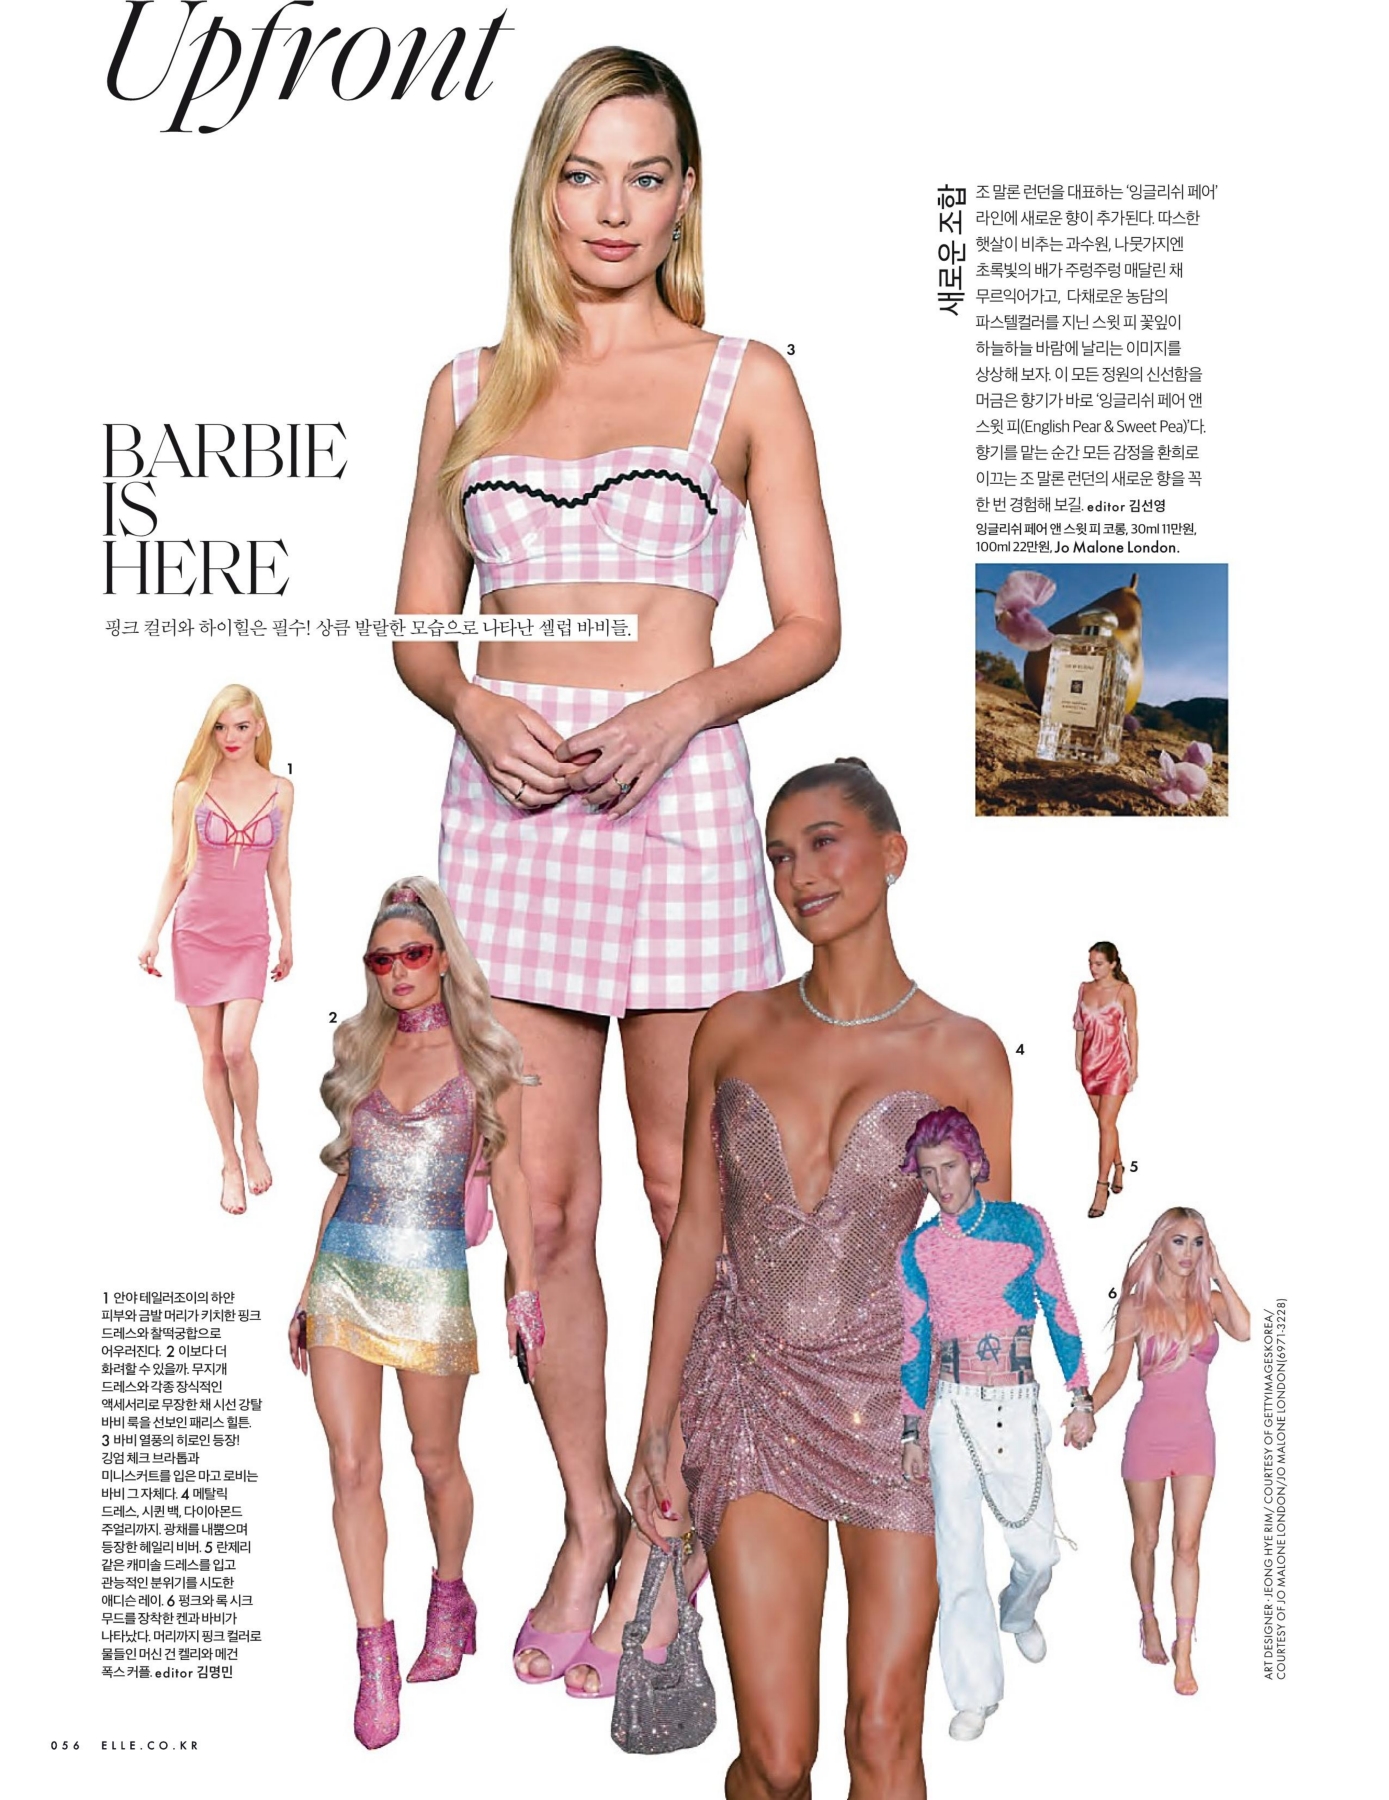 Upfront
BARBIE
IS
HERE
핑크 컬러와 하이힐은 필수! 상큼 발랄한 모습으로 나타난 셀럽 바비들.
3
1
2
4
5
6
1 안야 테일러조이의 하얀
피부와 금발 머리가 키치한 핑크
드레스와 찰떡궁합으로
어우러진다. 2 이보다 더
화려할 수 있을까. 무지개
드레스와 각종 장식적인
액세서리로 무장한 채 시선 강탈
바비 룩을 선보인 패리스 힐튼.
3 바비 열풍의 히로인 등장!
깅엄 체크 브라톱과
미니스커트를 입은 마고 로비는
바비 그 자체다. 4 메탈릭
드레스, 시퀸 백, 다이아몬드
주얼리까지. 광채를 내뿜으며
등장한 헤일리 비버. 5 란제리
같은 캐미솔 드레스를 입고
관능적인 분위기를 시도한
애디슨 레이. 6 펑크와 록 시크
무드를 장착한 켄과 바비가
나타났다. 머리까지 핑크 컬러로
물들인 머신 건 켈리와 메건
폭스 커플. editor 김명민
새로운 조합
조 말론 런던을 대표하는 ‘잉글리쉬 페어’
라인에 새로운 향이 추가된다. 따스한
햇살이 비추는 과수원, 나뭇가지엔
초록빛의 배가 주렁주렁 매달린 채
무르익어가고, 다채로운 농담의
파스텔컬러를 지닌 스윗 피 꽃잎이
하늘하늘 바람에 날리는 이미지를
상상해 보자. 이 모든 정원의 신선함을
머금은 향기가 바로 ‘잉글리쉬 페어 앤
스윗 피(English Pear & Sweet Pea)’다.
향기를 맡는 순간 모든 감정을 환희로
이끄는 조 말론 런던의 새로운 향을 꼭
한 번 경험해 보길. editor 김선영
잉글리쉬 페어 앤 스윗 피 코롱, 30ml 11만원,
100ml 22만원, Jo Malone London.
ART DESIGNER·JEONG HYE RIM/ COURTESY OF GETTYIMAGESKOREA/
COURTESY OF JO MALONE LONDON/JO MALONE LONDON(6971-3228)
056 ELLE.CO.KR